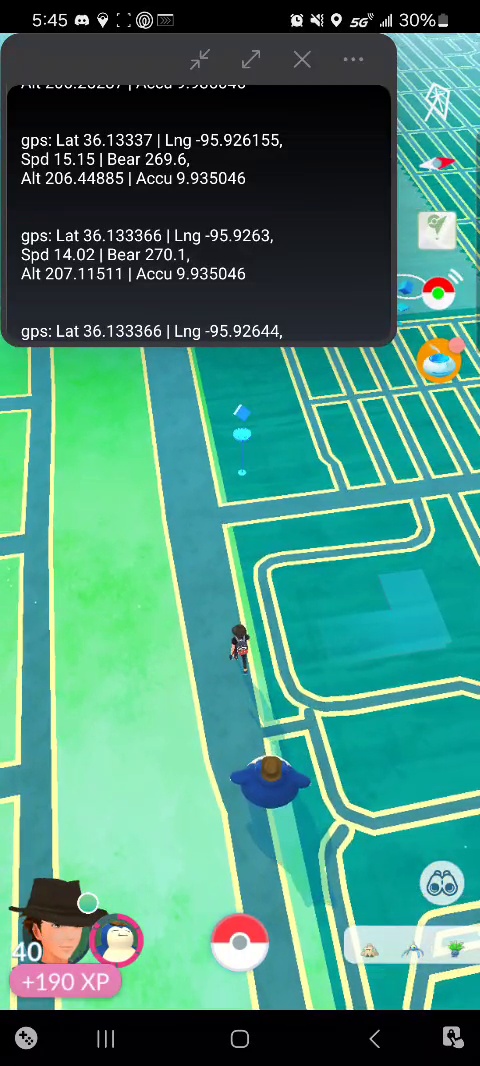 5:45
5G
30%
gps: Lat 36.13337 | Lng -95.926155,
Spd 15.15 | Bear 269.6,
Alt 206.44885 | Accu 9.935046
gps: Lat 36.133366 | Lng -95.9263,
Spd 14.02 | Bear 270.1,
Alt 207.11511 | Accu 9.935046
gps: Lat 36.133366 | Lng -95.92644,
40
+190 XP